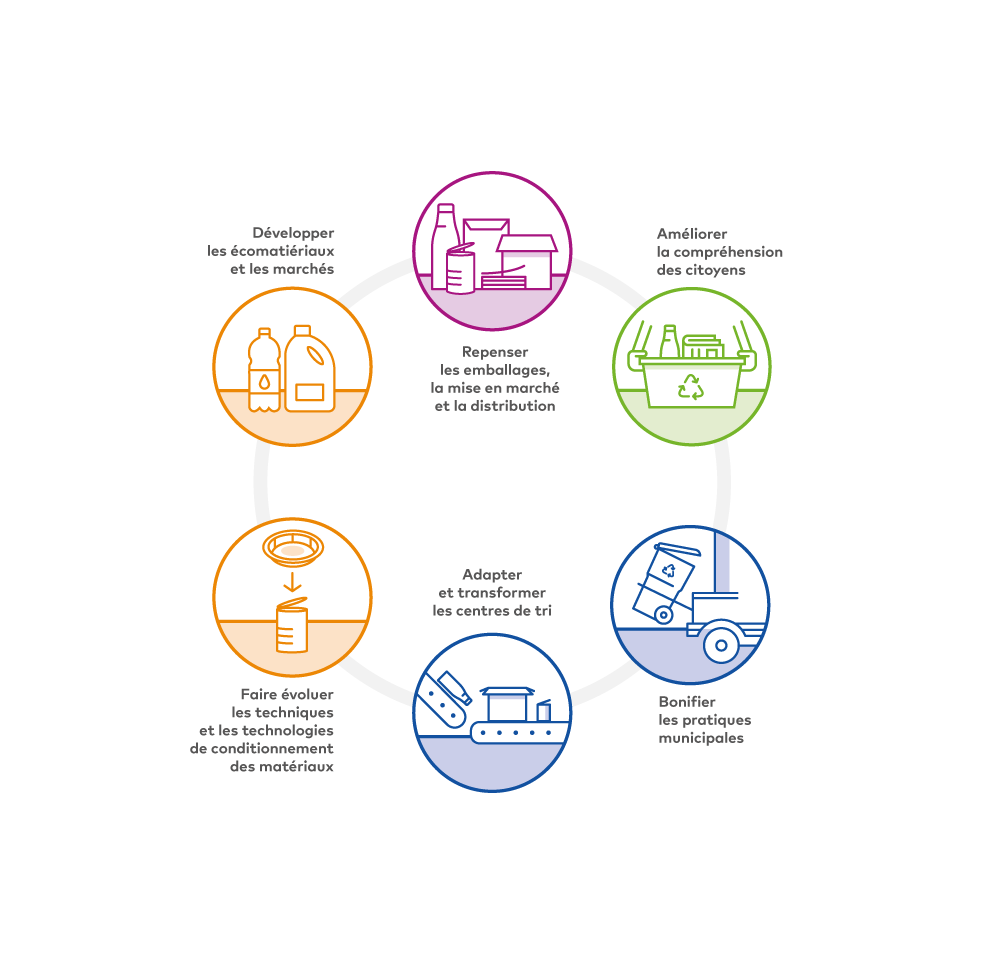 Développer
les écomatiériaux
et les marchés
Améliorer
la compréhension
des citoyens
Repenser
les emballages,
la mise en marché
et la distribution
Adapter
et transformer
les centres de tri
Faire évoluer
les techniques
et les technologies
de conditionnement
des matériaux
Bonifier
les pratiques
municipales